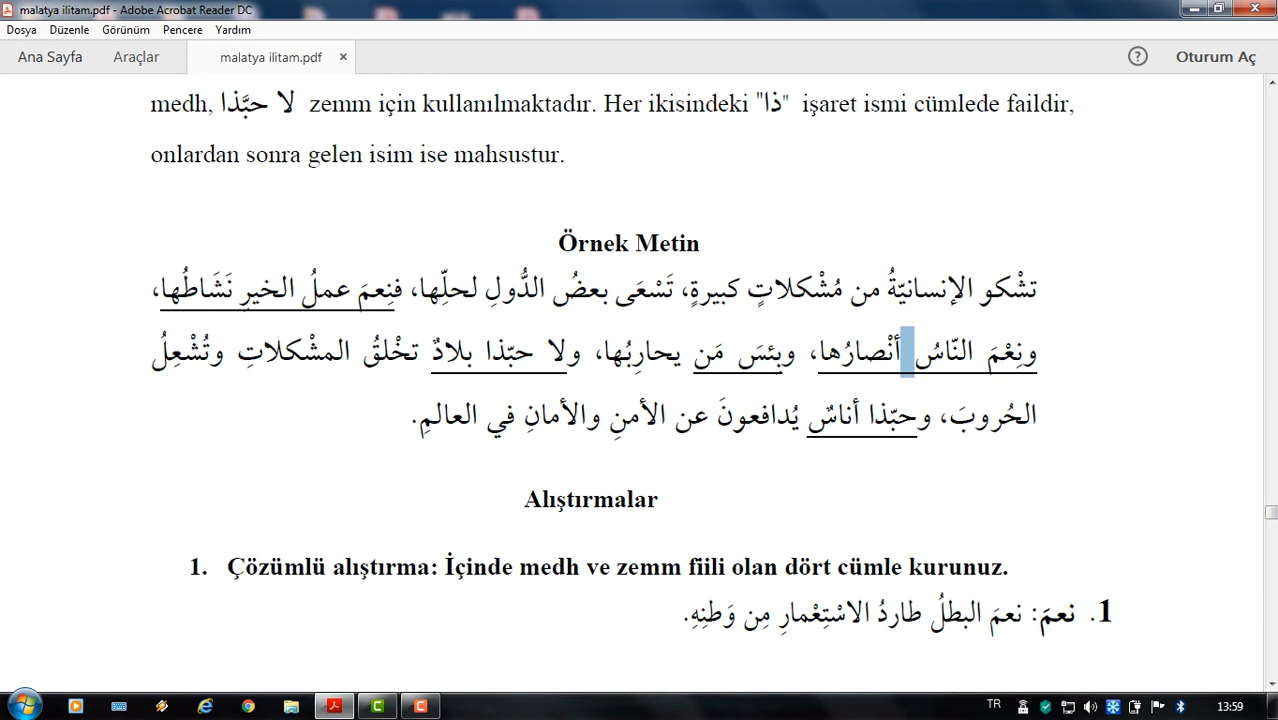 malatya ilitam.pdf - Adobe Acrobat Reader DC
Dosya Düzenle Görünüm Pencere Yardım
Ana Sayfa Araçlar malatya ilitam.pdf × ? Oturum Aç
medh, لا حبَّذا zemm için kullanılmaktadır. Her ikisindeki "ذا" işaret ismi cümlede faildir,
onlardan sonra gelen isim ise mahsustur.
Örnek Metin
تشْكو الإنسانيّةُ من مُشْكلاتٍ كبيرةٍ، تَسْعَى بعضُ الدُّولِ لحلِّها، فنِعمَ عملُ الخيرِ نَشَاطُها،
ونِعْمَ النّاسُ أنْصارُها، وبِئسَ مَن يحارِبُها، ولا حبّذا بلادٌ تخْلقُ المشْكلاتِ وتُشْعِلُ
الحُروبَ، وحبّذا أناسٌ يُدافعونَ عن الأمنِ والأمانِ في العالمِ.
Alıştırmalar
1. Çözümlü alıştırma: İçinde medh ve zemm fiili olan dört cümle kurunuz.
1. نعمَ: نعمَ البطلُ طاردُ الاسْتِعْمارِ مِن وَطنِهِ.
TR 13:59